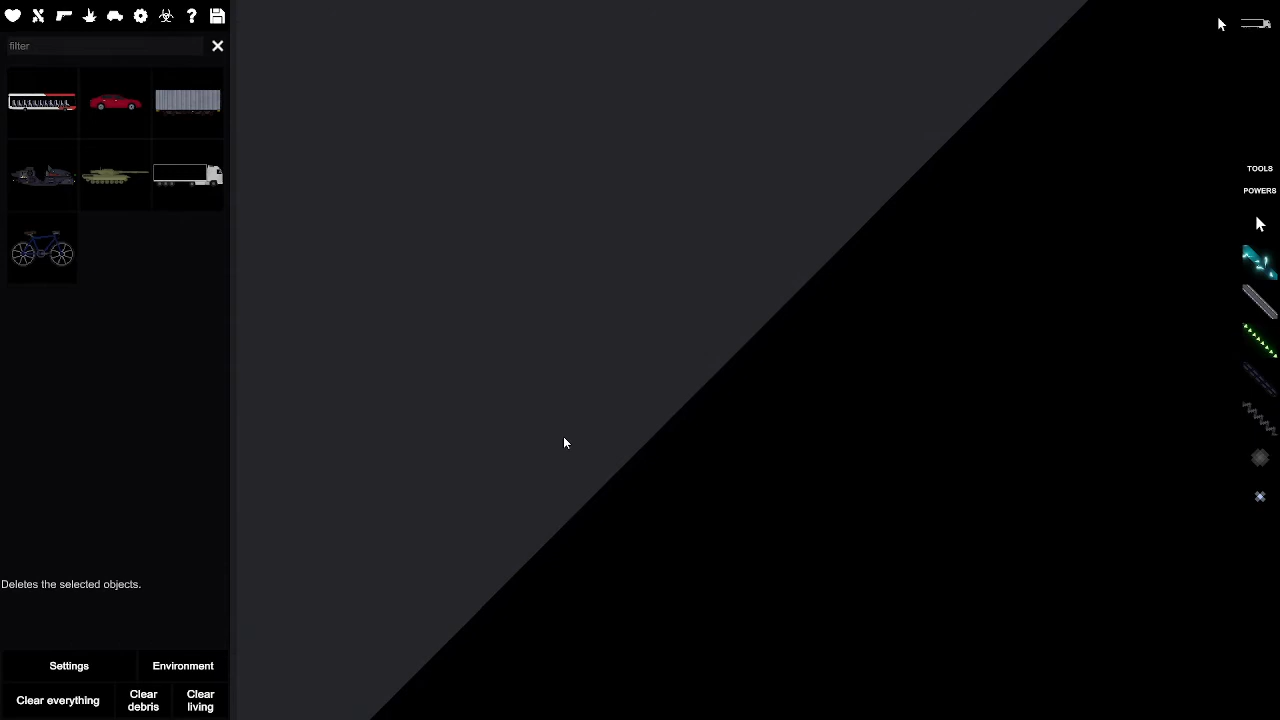 filter
TOOLS
POWERS
Deletes the selected objects.
Settings
Environment
Clear everything
Clear
debris
Clear
living